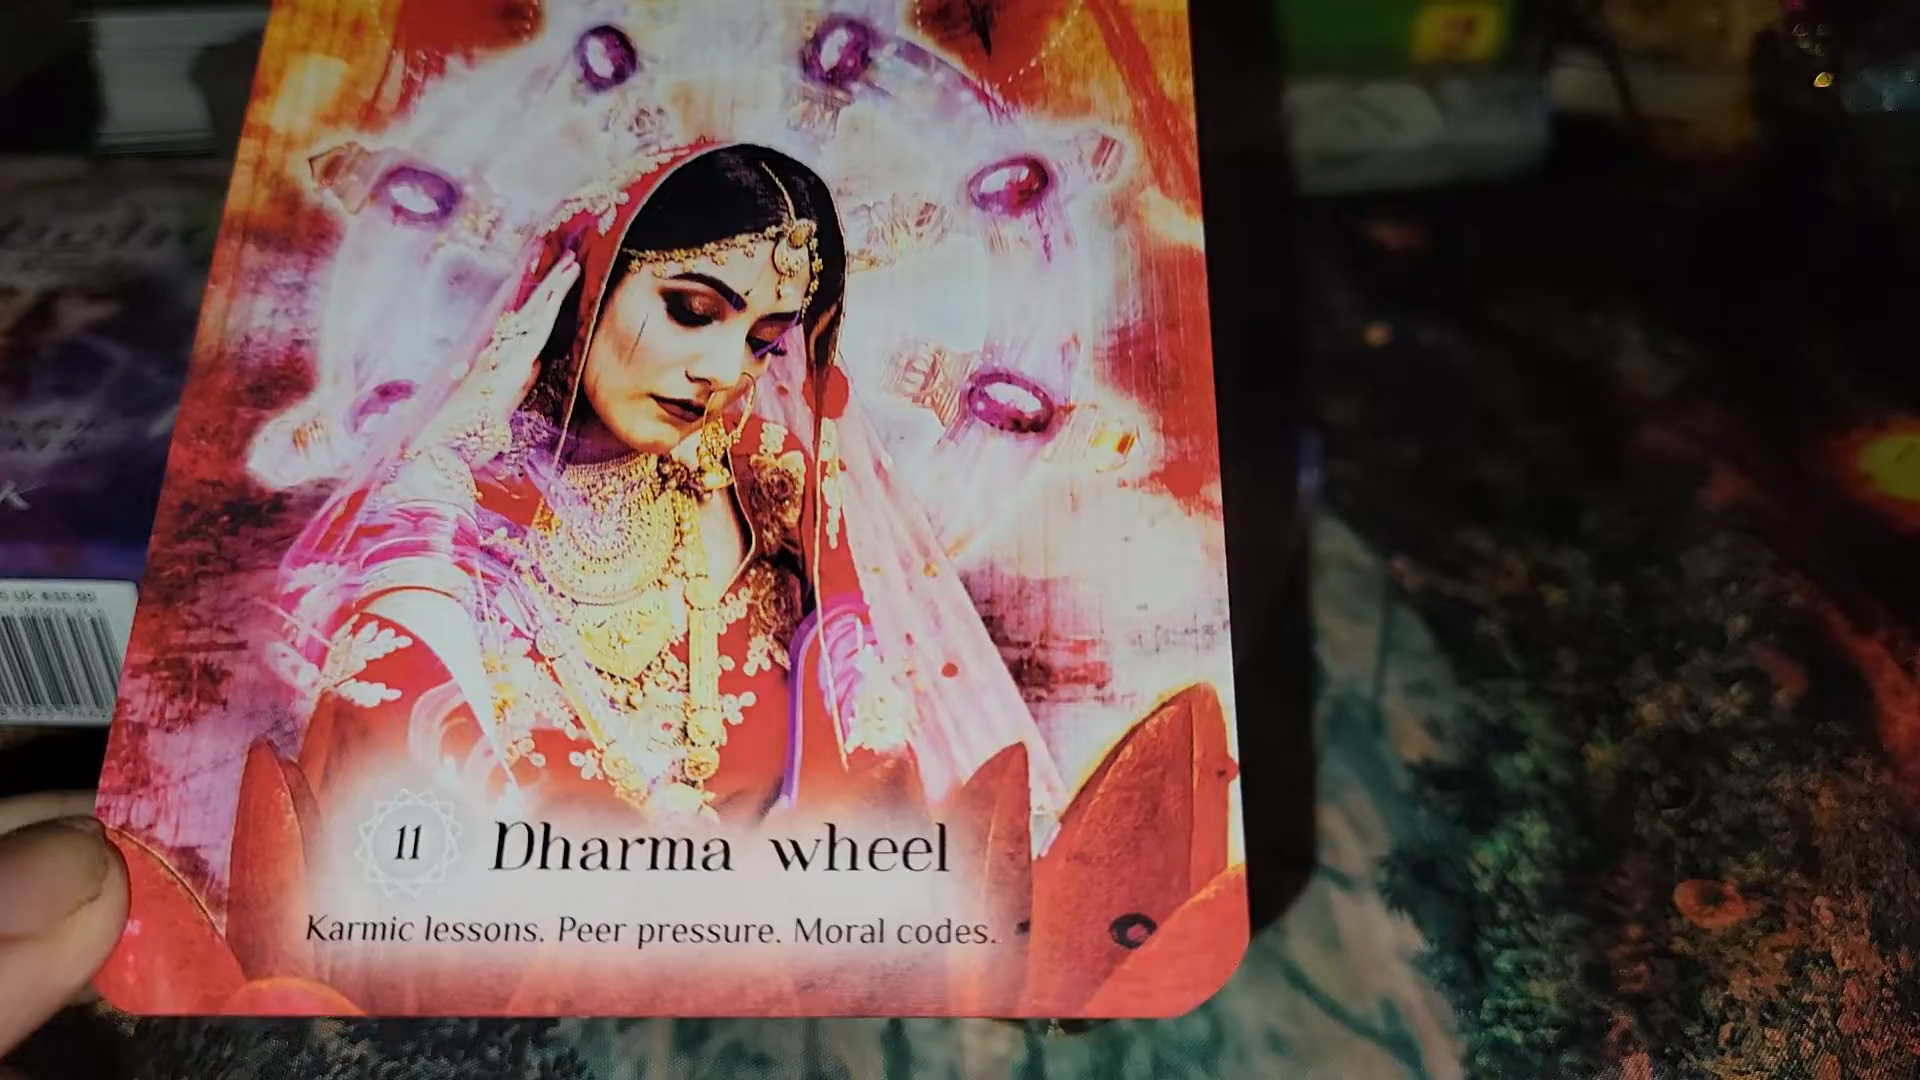 11 Dharma wheel
Karmic lessons. Peer pressure. Moral codes.